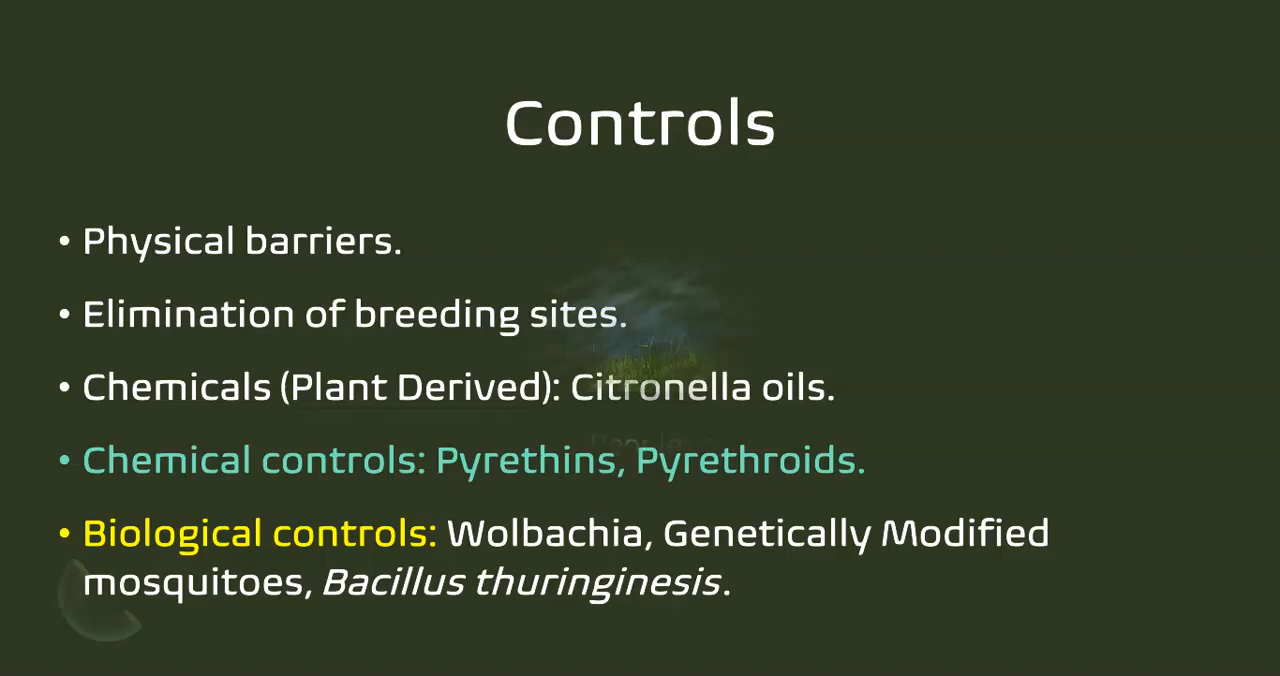 Controls
• Physical barriers.
• Elimination of breeding sites.
• Chemicals (Plant Derived): Citronella oils.
• Chemical controls: Pyrethins, Pyrethroids.
• Biological controls: Wolbachia, Genetically Modified
mosquitoes, Bacillus thuringinesis.